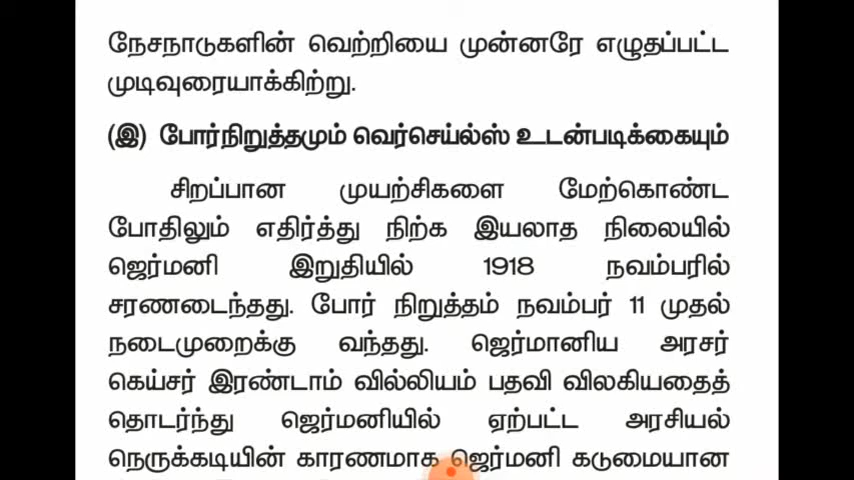 நேசநாடுகளின் வெற்றியை முன்னரே எழுதப்பட்ட
முடிவுரையாக்கிற்று.
(இ) போர்நிறுத்தமும் வெர்செய்ல்ஸ் உடன்படிக்கையும்
சிறப்பான முயற்சிகளை மேற்கொண்ட
போதிலும் எதிர்த்து நிற்க இயலாத நிலையில்
ஜெர்மனி இறுதியில் 1918 நவம்பரில்
சரணடைந்தது. போர் நிறுத்தம் நவம்பர் 11 முதல்
நடைமுறைக்கு வந்தது. ஜெர்மானிய அரசர்
கெய்சர் இரண்டாம் வில்லியம் பதவி விலகியதைத்
தொடர்ந்து ஜெர்மனியில் ஏற்பட்ட அரசியல்
நெருக்கடியின் காரணமாக ஜெர்மனி கடுமையான